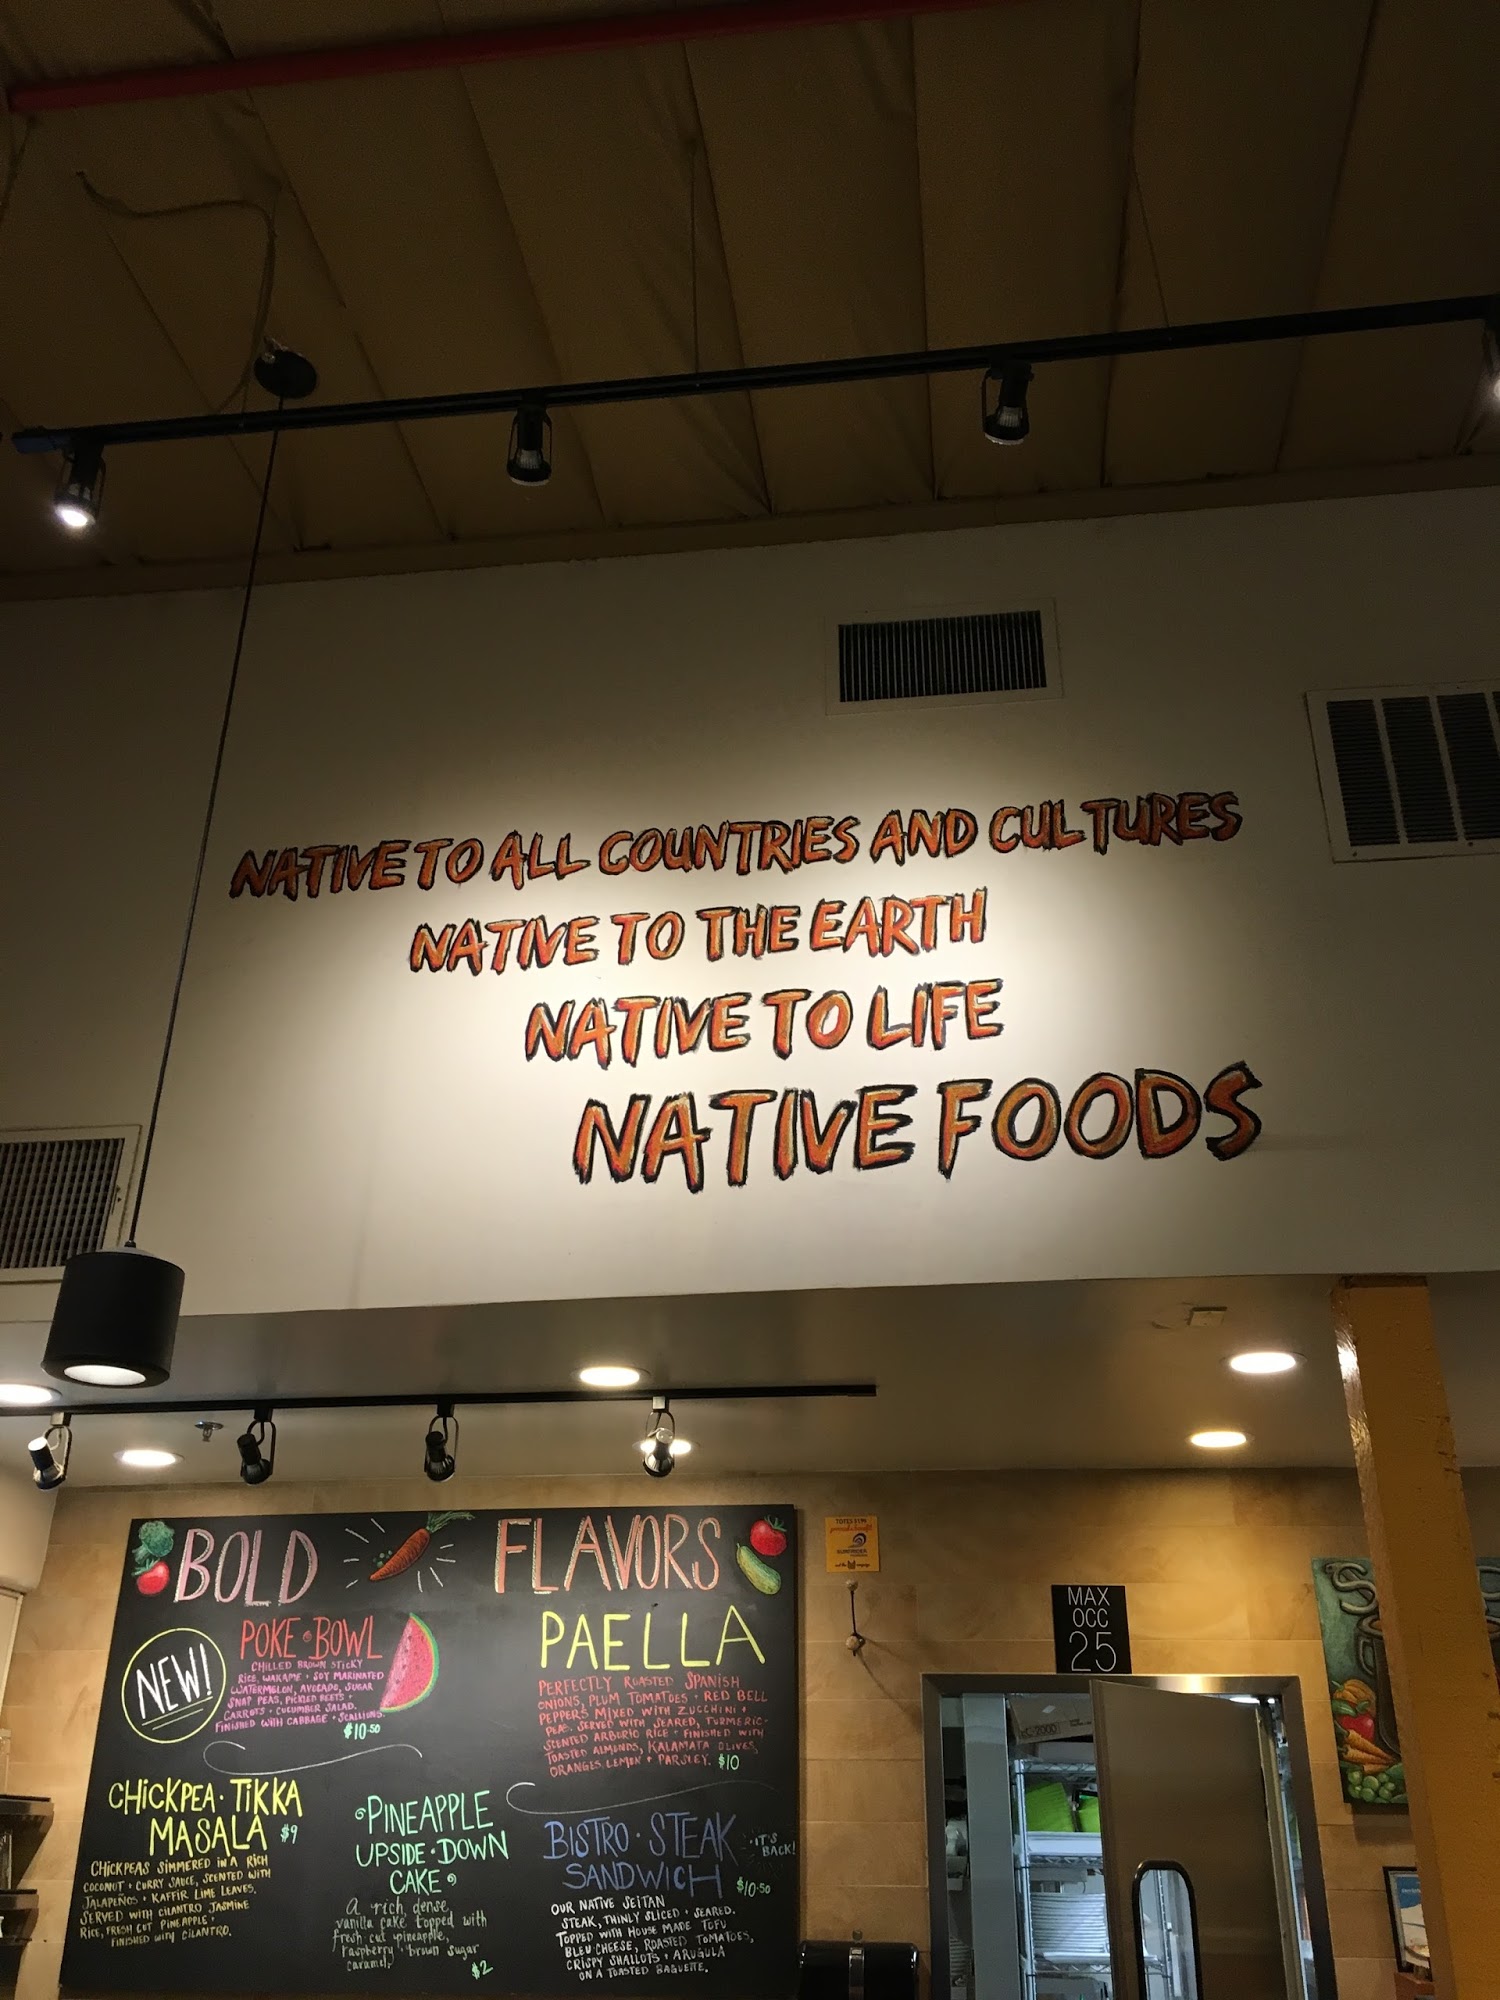 NATIVE TO ALL COUNTRIES AND CULTURES
NATIVE TO THE EARTH
NATIVE TO LIFE
NATIVE FOODS
BOLD FLAVORS
NEW!
POKE • BOWL
CHILLED BROWN STICKY
RICE, WAKAME + SOY MARINATED
WATERMELON, AVOCADO, SUGAR
SNAP PEAS, PICKLED BEETS +
CARROTS + CUCUMBER SALAD.
FINISHED WITH CABBAGE + SCALLIONS.
$10.50
PAELLA
PERFECTLY ROASTED SPANISH
ONIONS, PLUM TOMATOES + RED BELL
PEPPERS MIXED WITH ZUCCHINI +
PEAS. SERVED WITH SEARED, TURMERIC-
SCENTED ARBORIO RICE + FINISHED WITH
TOASTED ALMONDS, KALAMATA OLIVES,
ORANGES, LEMON + PARSLEY. $10
CHICKPEA • TIKKA
MASALA $9
CHICKPEAS SIMMERED IN A RICH
COCONUT + CURRY SAUCE, SCENTED WITH
JALAPEÑOS + KAFFIR LIME LEAVES.
SERVED WITH CILANTRO JASMINE
RICE, FRESH CUT PINEAPPLE +
FINISHED WITH CILANTRO.
PINEAPPLE
UPSIDE • DOWN
CAKE
A rich, dense,
vanilla cake topped with
fresh cut pineapple,
raspberry + brown sugar
caramel.
$2
BISTRO • STEAK
SANDWICH
IT'S
BACK!
$10.50
OUR NATIVE SEITAN
STEAK, THINLY SLICED + SEARED.
TOPPED WITH HOUSE MADE TOFU
BLEU CHEESE, ROASTED TOMATOES,
CRISPY SHALLOTS + ARUGULA
ON A TOASTED BAGUETTE.
MAX
OCC
25